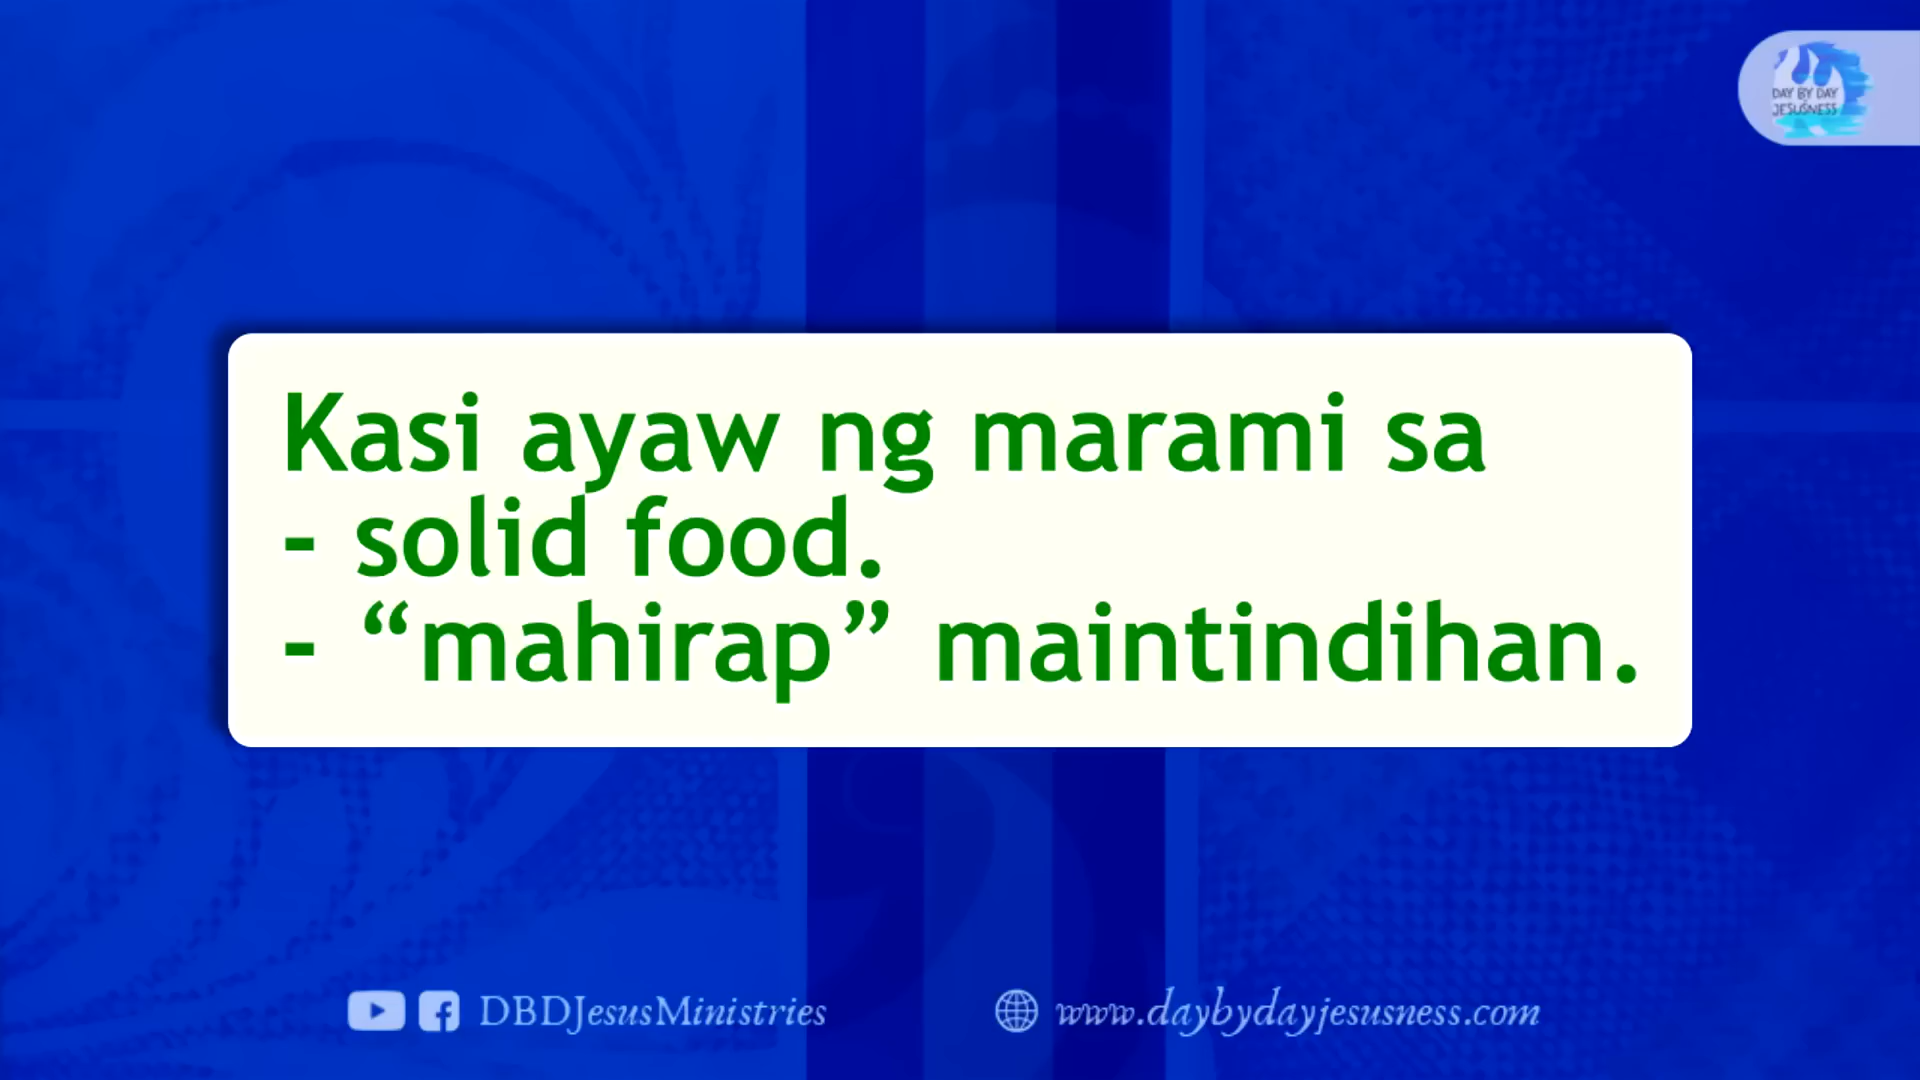 DAY BY DAY
JESUSNESS
Kasi ayaw ng marami sa
- solid food.
- “mahirap” maintindihan.
DBDJesusMinistries
www.daybydayjesusness.com